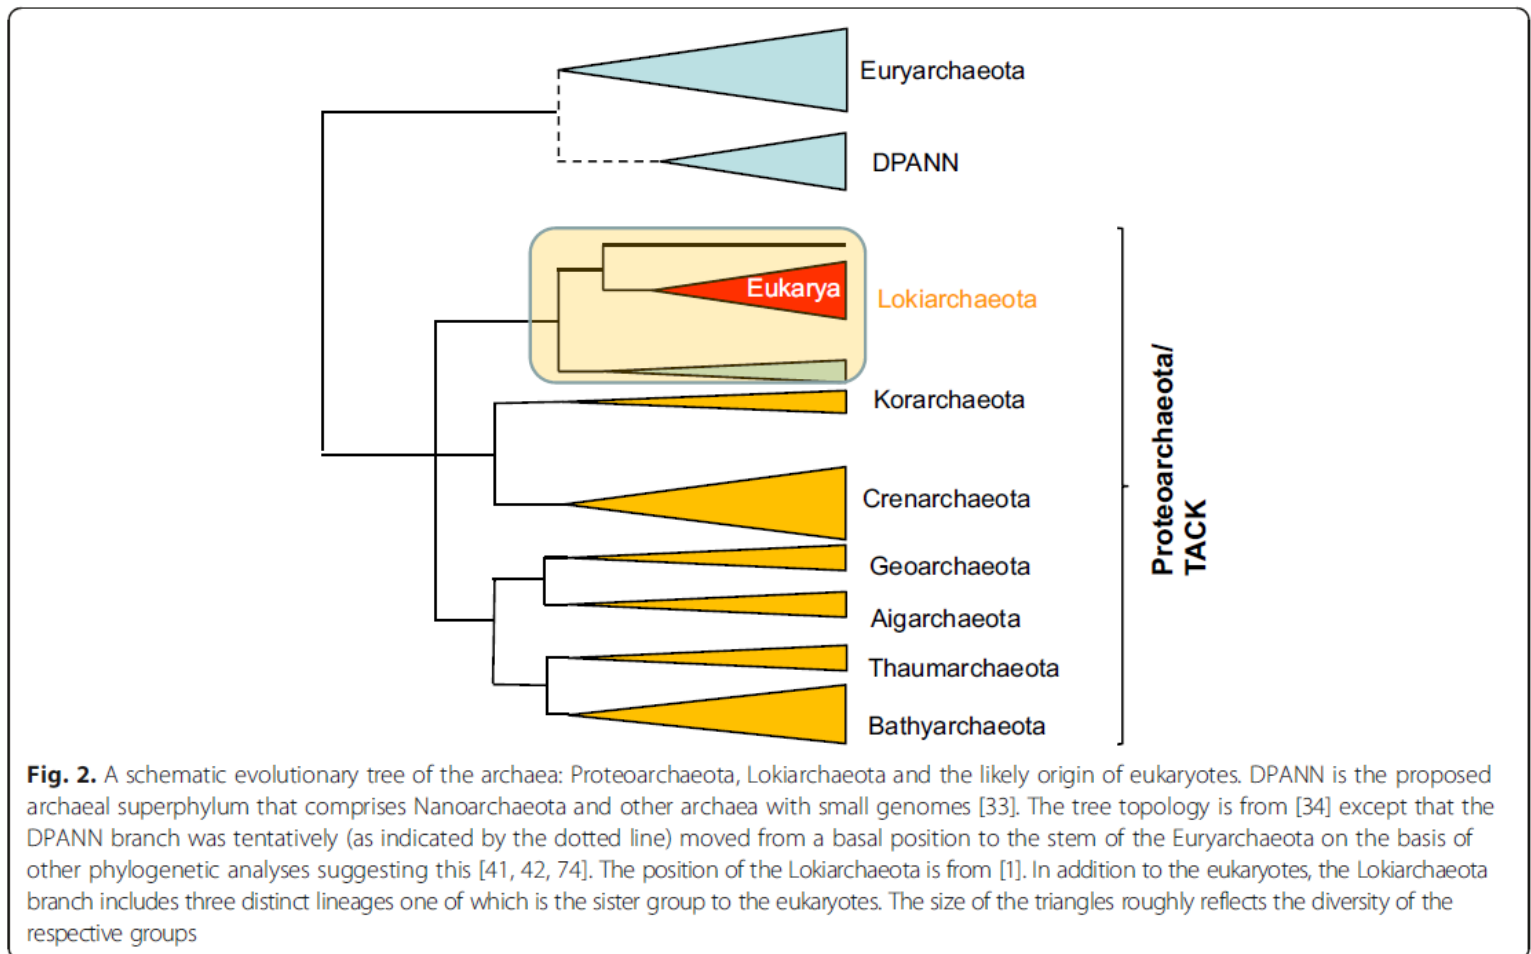 Euryarchaeota
DPANN
Eukarya
Lokiarchaeota
Korarchaeota
Crenarchaeota
Geoarchaeota
Aigarchaeota
Thaumarchaeota
Bathyarchaeota
Proteoarchaeota/
TACK
Fig. 2. A schematic evolutionary tree of the archaea: Proteoarchaeota, Lokiarchaeota and the likely origin of eukaryotes. DPANN is the proposed
archaeal superphylum that comprises Nanoarchaeota and other archaea with small genomes [33]. The tree topology is from [34] except that the
DPANN branch was tentatively (as indicated by the dotted line) moved from a basal position to the stem of the Euryarchaeota on the basis of
other phylogenetic analyses suggesting this [41, 42, 74]. The position of the Lokiarchaeota is from [1]. In addition to the eukaryotes, the Lokiarchaeota
branch includes three distinct lineages one of which is the sister group to the eukaryotes. The size of the triangles roughly reflects the diversity of the
respective groups